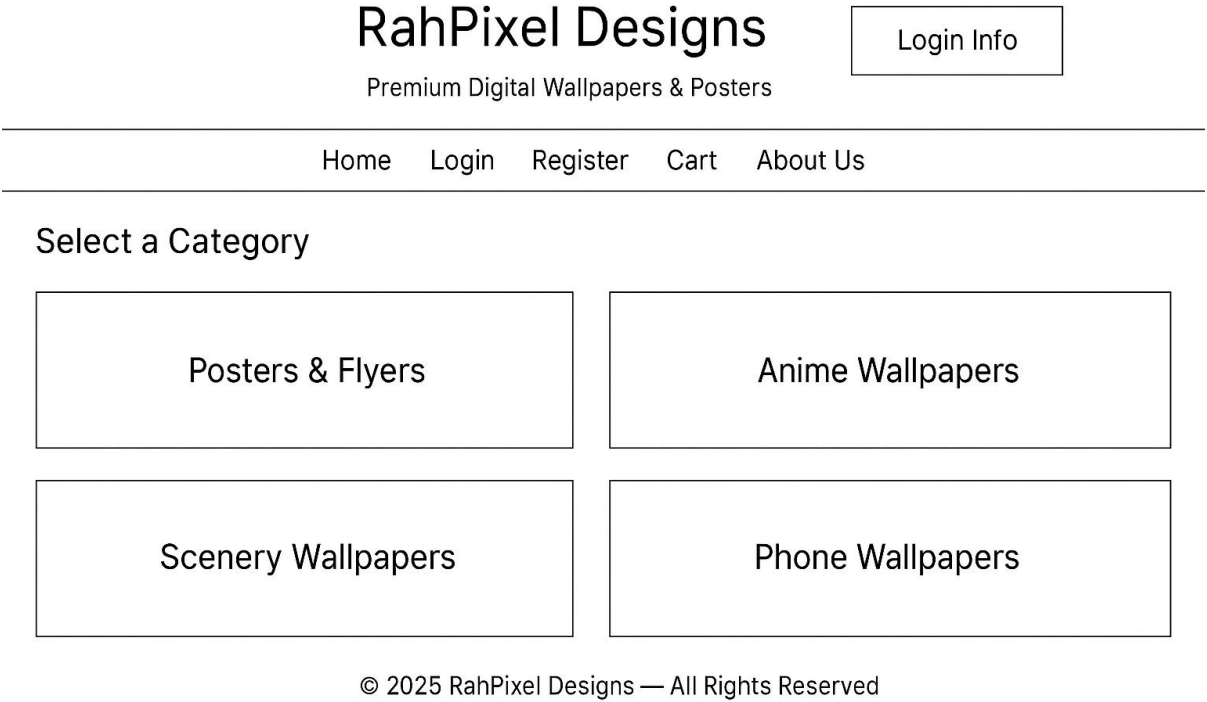 RahPixel Designs
Login Info
Premium Digital Wallpapers & Posters
Home Login Register Cart About Us
Select a Category
Posters & Flyers
Anime Wallpapers
Scenery Wallpapers
Phone Wallpapers
© 2025 RahPixel Designs — All Rights Reserved